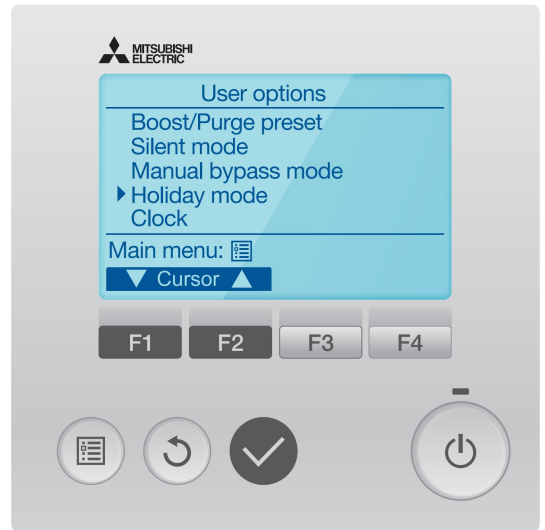 MITSUBISHI
ELECTRIC
User options
Boost/Purge preset
Silent mode
Manual bypass mode
Holiday mode
Clock
Main menu:
Cursor
F1 F2 F3 F4